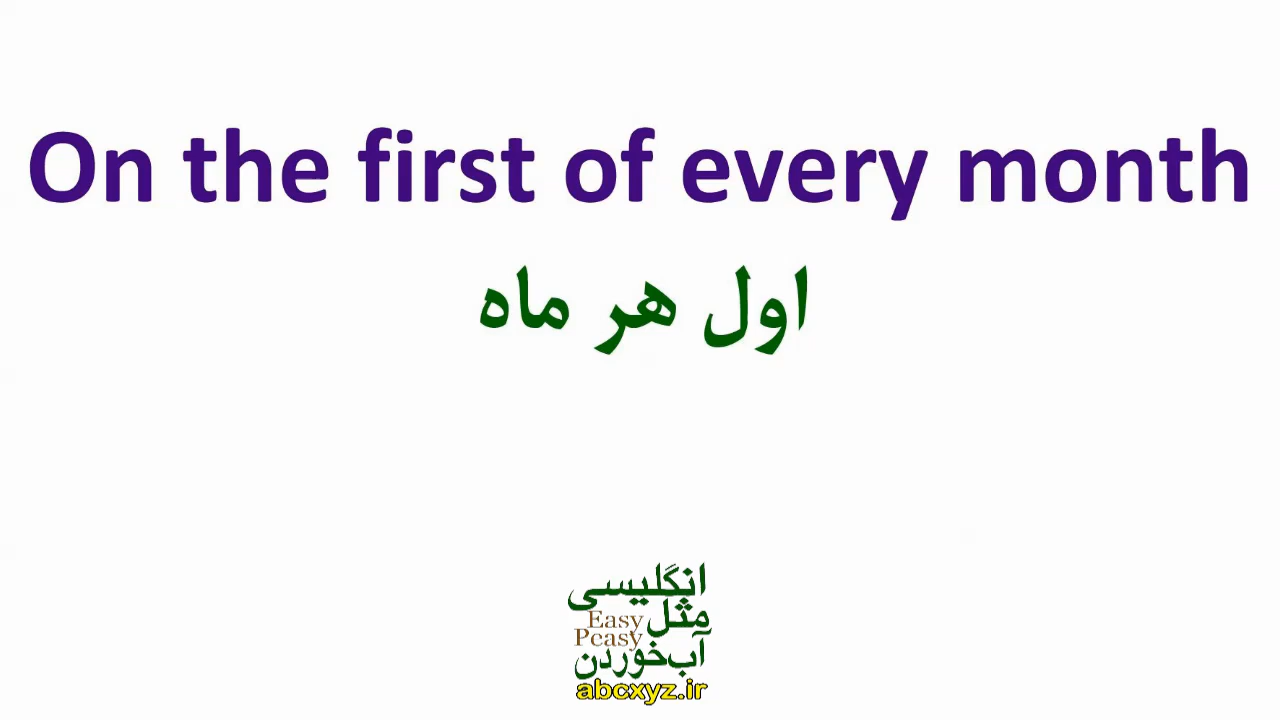 On the first of every month
اول هر ماه
انگلیسی
مثل
Easy
Peasy
آب‌خوردن
abcxyz.ir